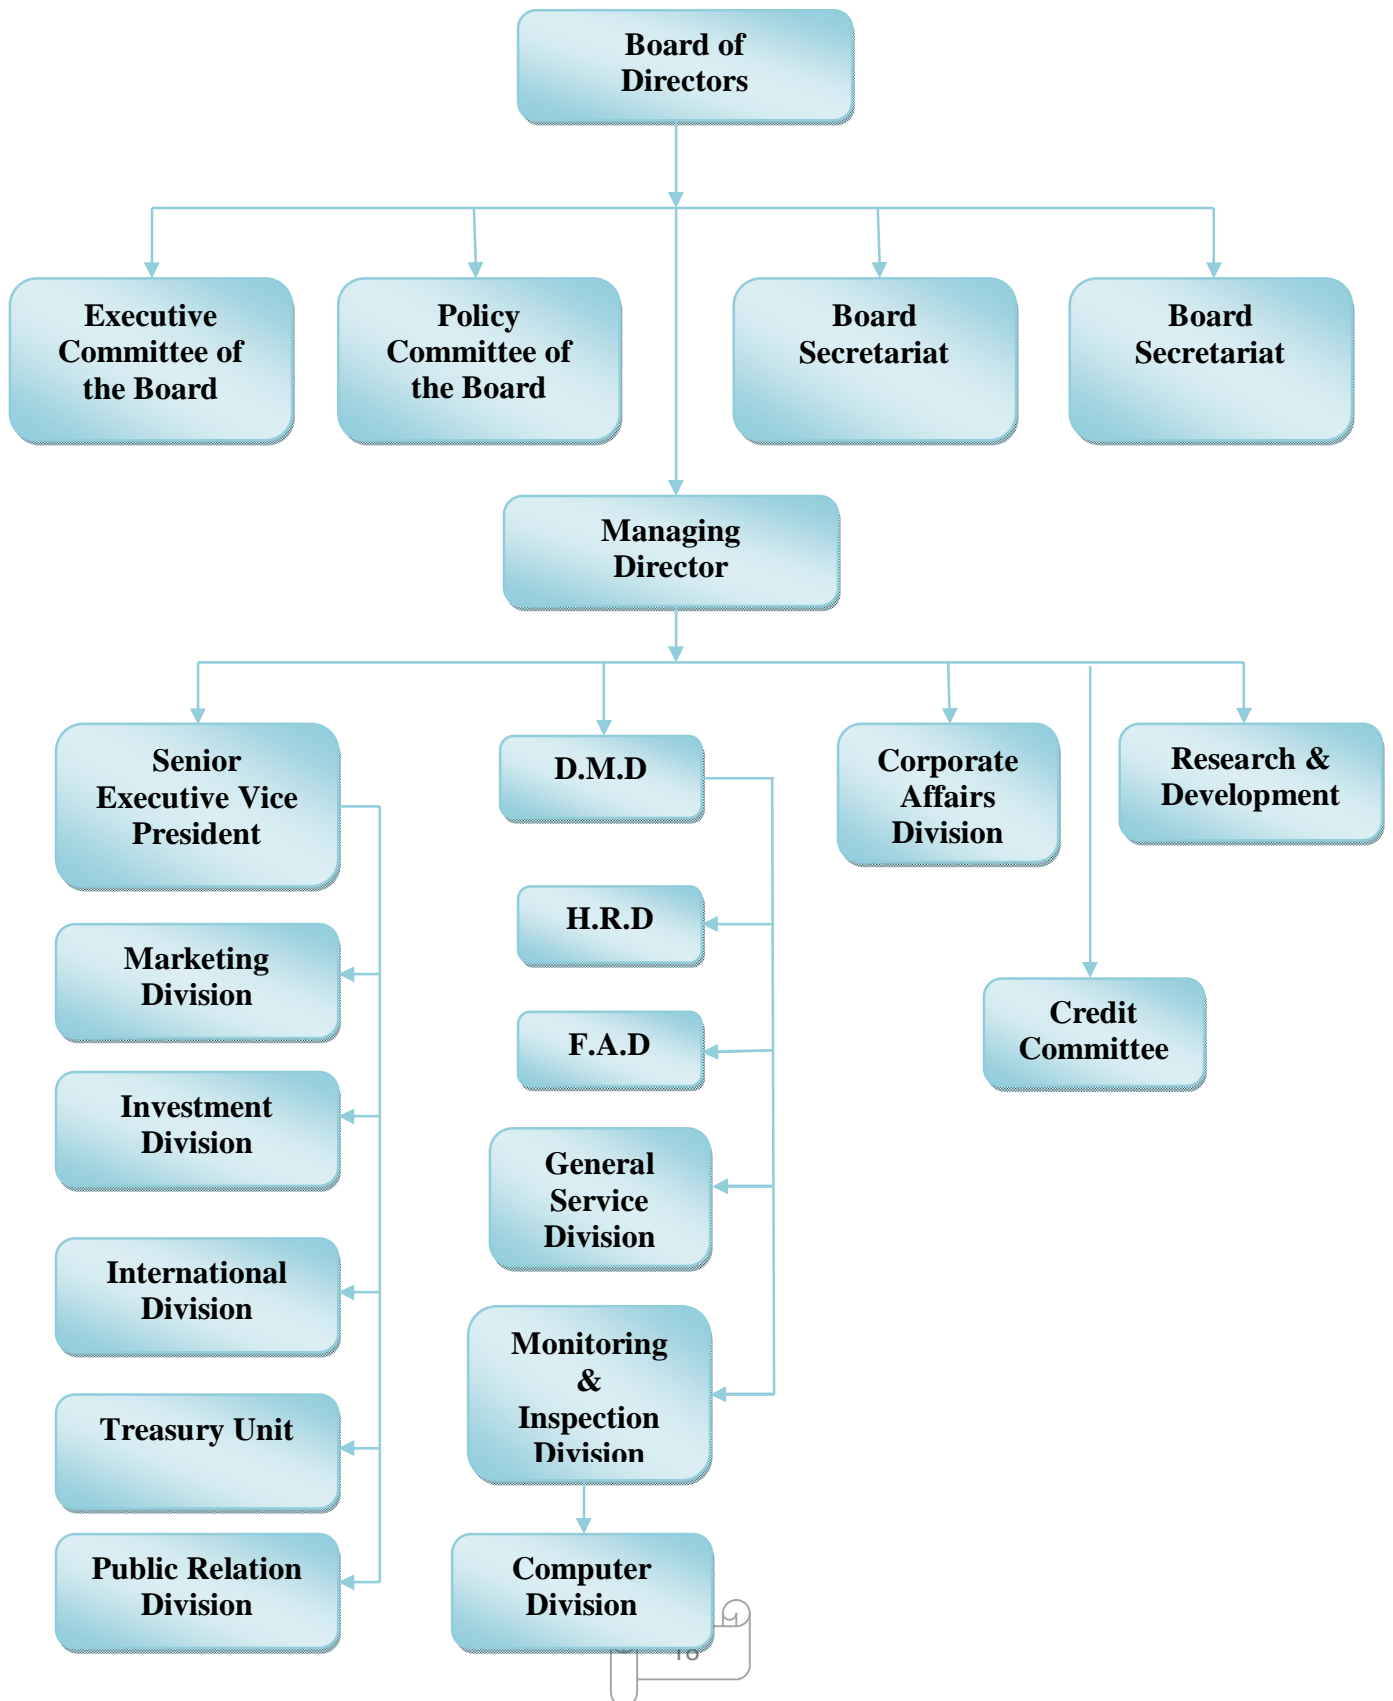 Board of
Directors
Executive
Committee of
the Board
Policy
Committee of
the Board
Board
Secretariat
Board
Secretariat
Managing
Director
Senior
Executive Vice
President
D.M.D
Corporate
Affairs
Division
Research &
Development
H.R.D
Marketing
Division
Credit
Committee
F.A.D
Investment
Division
General
Service
Division
International
Division
Monitoring
&
Inspection
Division
Treasury Unit
Public Relation
Division
Computer
Division